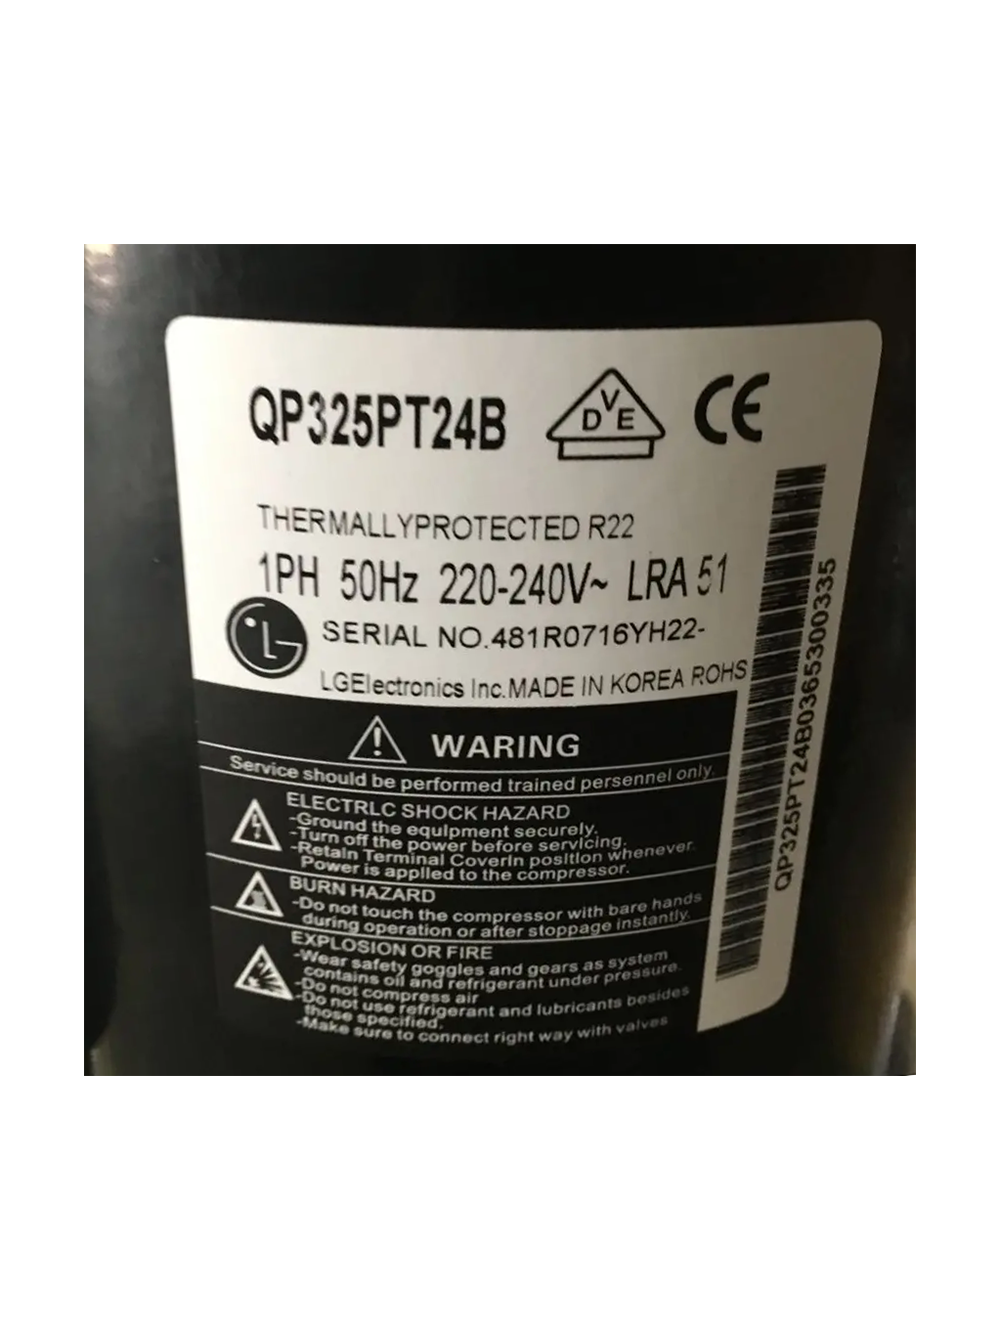 QP325PT24B
VDE
CE
THERMALLYPROTECTED R22
1PH 50Hz 220-240V~ LRA 51
LG
SERIAL NO.481R0716YH22-
LGElectronics Inc.MADE IN KOREA ROHS
WARING
Service should be performed trained persennel only.
ELECTRLC SHOCK HAZARD
-Ground the equlpment securely.
-Turn off the power before servlcing.
-Retain Terminal CoverIn posItIon whenever.
Power is applied to the compressor.
BURN HAZARD
-Do not touch the compressor with bare hands
during operation or after stoppage instantly.
EXPLOSION OR FIRE
-Wear safety goggles and gears as system
contains oil and refrigerant under pressure.
-Do not compress air
-Do not use refrigerant and lubricants besides
those specified.
-Make sure to connect right way with valves
QP325PT24B0365300335